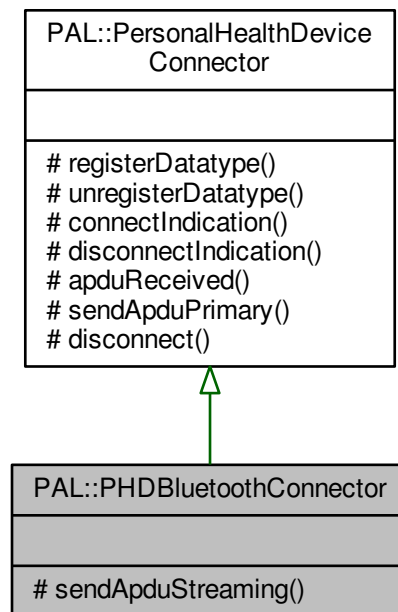 PAL::PersonalHealthDevice
Connector
# registerDatatype()
# unregisterDatatype()
# connectIndication()
# disconnectIndication()
# apduReceived()
# sendApduPrimary()
# disconnect()
PAL::PHDBluetoothConnector
# sendApduStreaming()